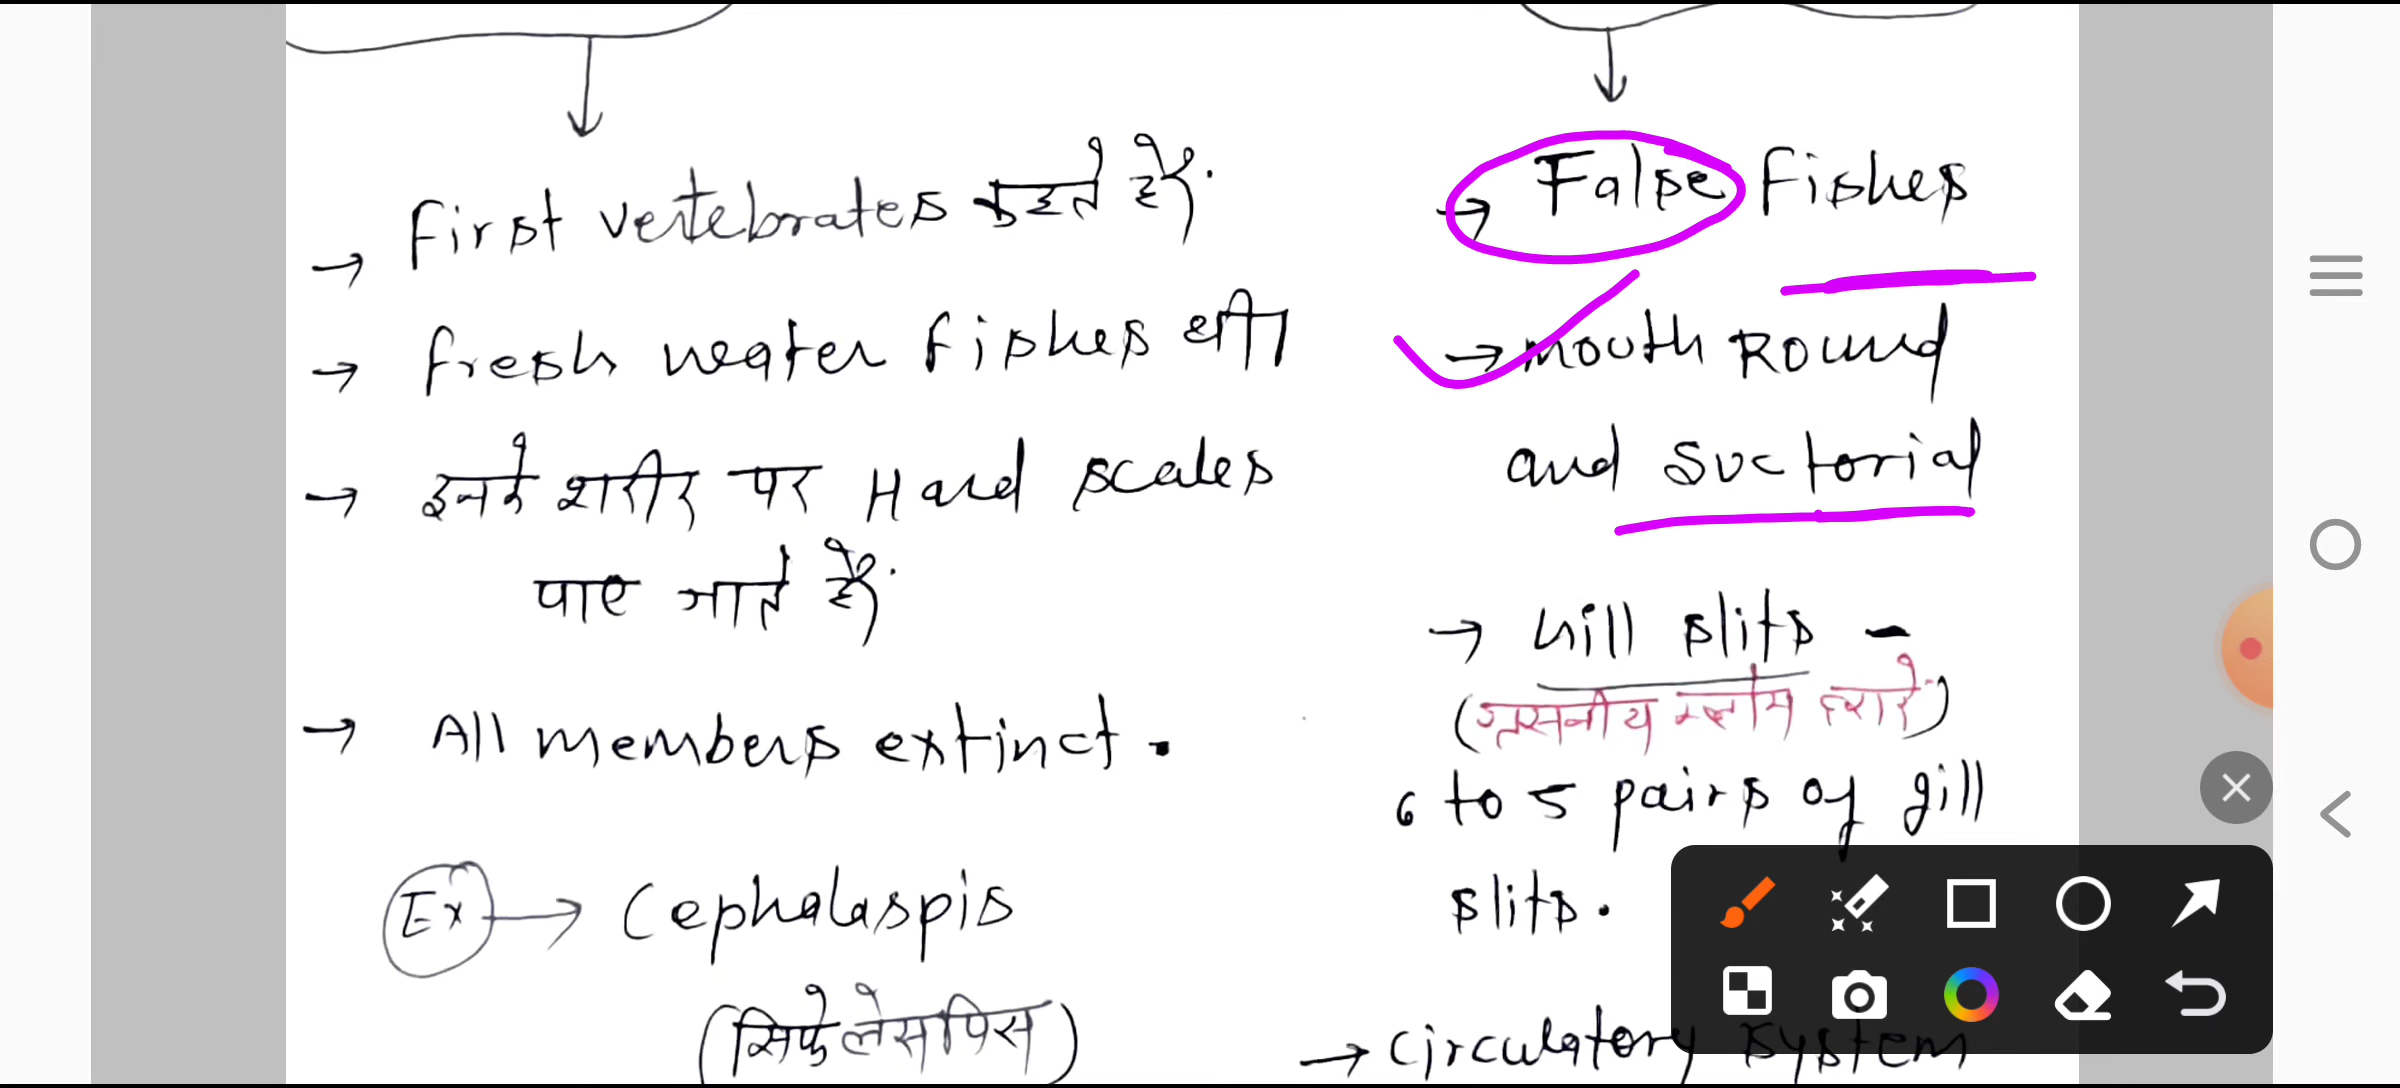 → First vertebrates कहते हैं.
→ fresh water fishes थी
→ इनके शरीर पर Hard scales
पाए जाते हैं.
→ All members extinct.
Ex → Cephalaspis
(सिफेलेसपिस)
→ False Fishes
→ mouth Round
and Suctorial
→ Gill slits -
6 to 5 pairs of gill
slits.
→ Circulatory system